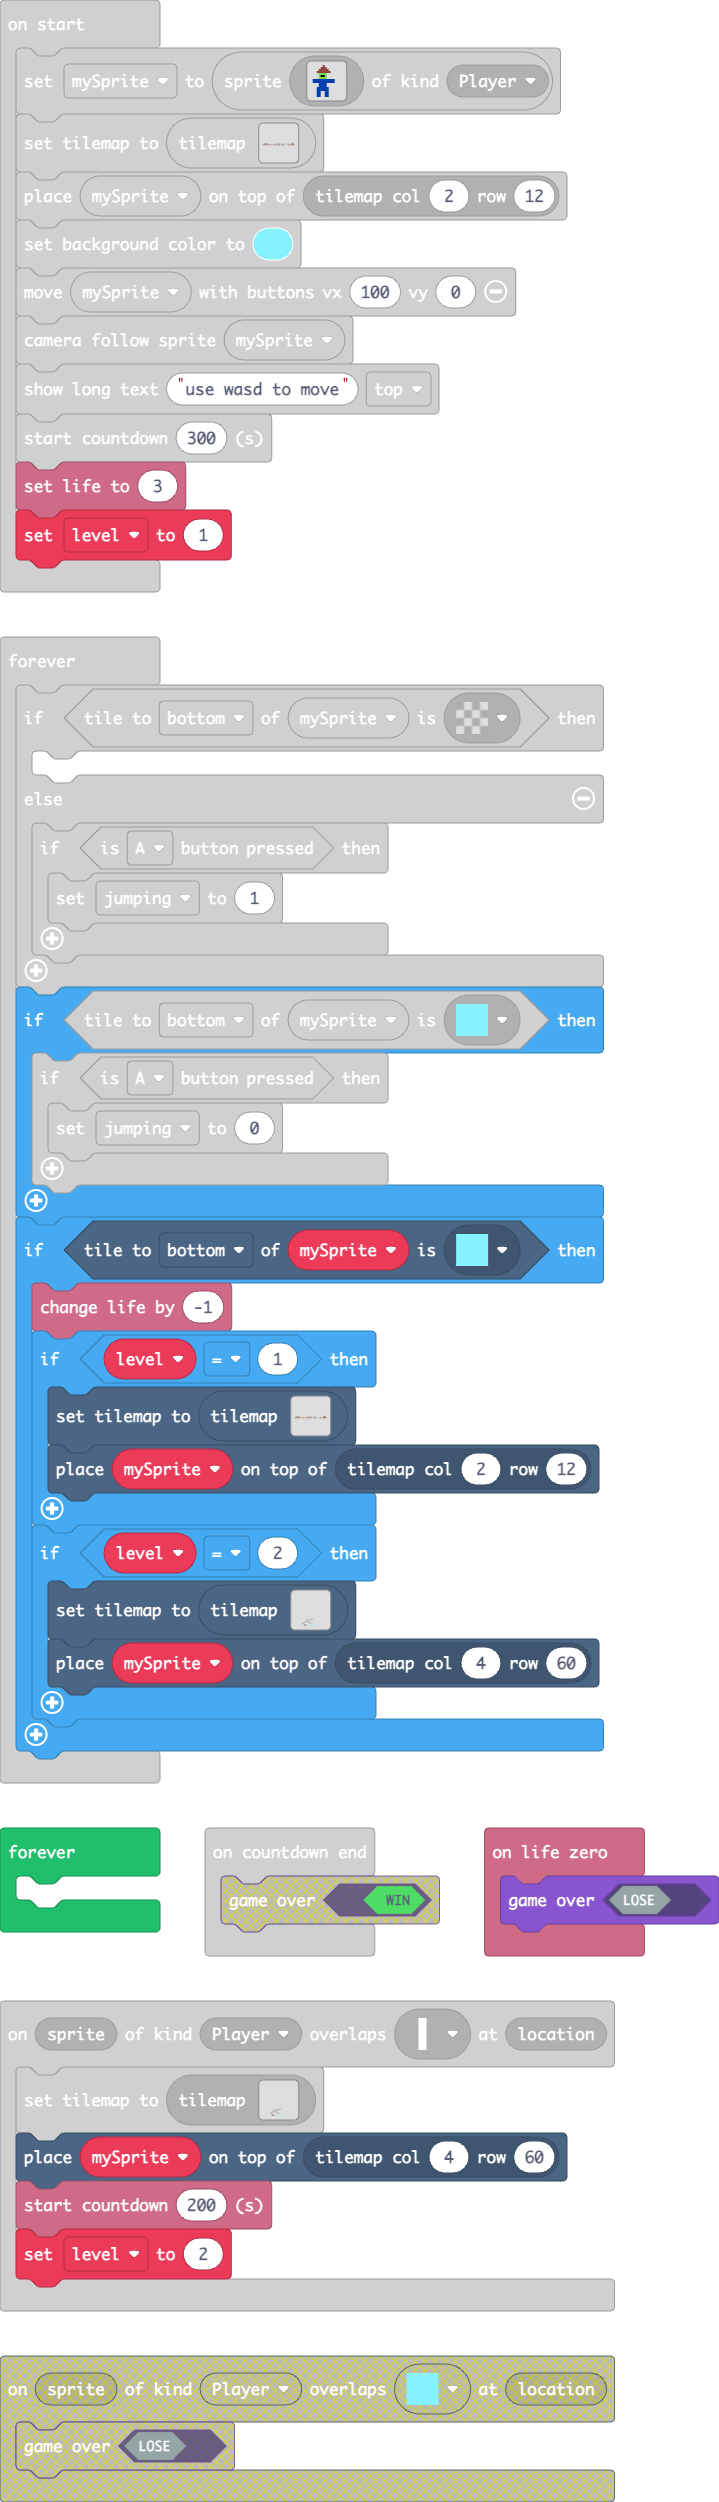 on start
set mySprite to sprite of kind Player
set tilemap to tilemap
place mySprite on top of tilemap col 2 row 12
set background color to
move mySprite with buttons vx 100 vy 0
camera follow sprite mySprite
show long text "use wasd to move" top
start countdown 300 (s)
set life to 3
set level to 1
forever
if tile to bottom of mySprite is then
else
if is A button pressed then
set jumping to 1
if tile to bottom of mySprite is then
if is A button pressed then
set jumping to 0
if tile to bottom of mySprite is then
change life by -1
if level = 1 then
set tilemap to tilemap
place mySprite on top of tilemap col 2 row 12
if level = 2 then
set tilemap to tilemap
place mySprite on top of tilemap col 4 row 60
forever
on countdown end
game over WIN
on life zero
game over LOSE
on sprite of kind Player overlaps at location
set tilemap to tilemap
place mySprite on top of tilemap col 4 row 60
start countdown 200 (s)
set level to 2
on sprite of kind Player overlaps at location
game over LOSE